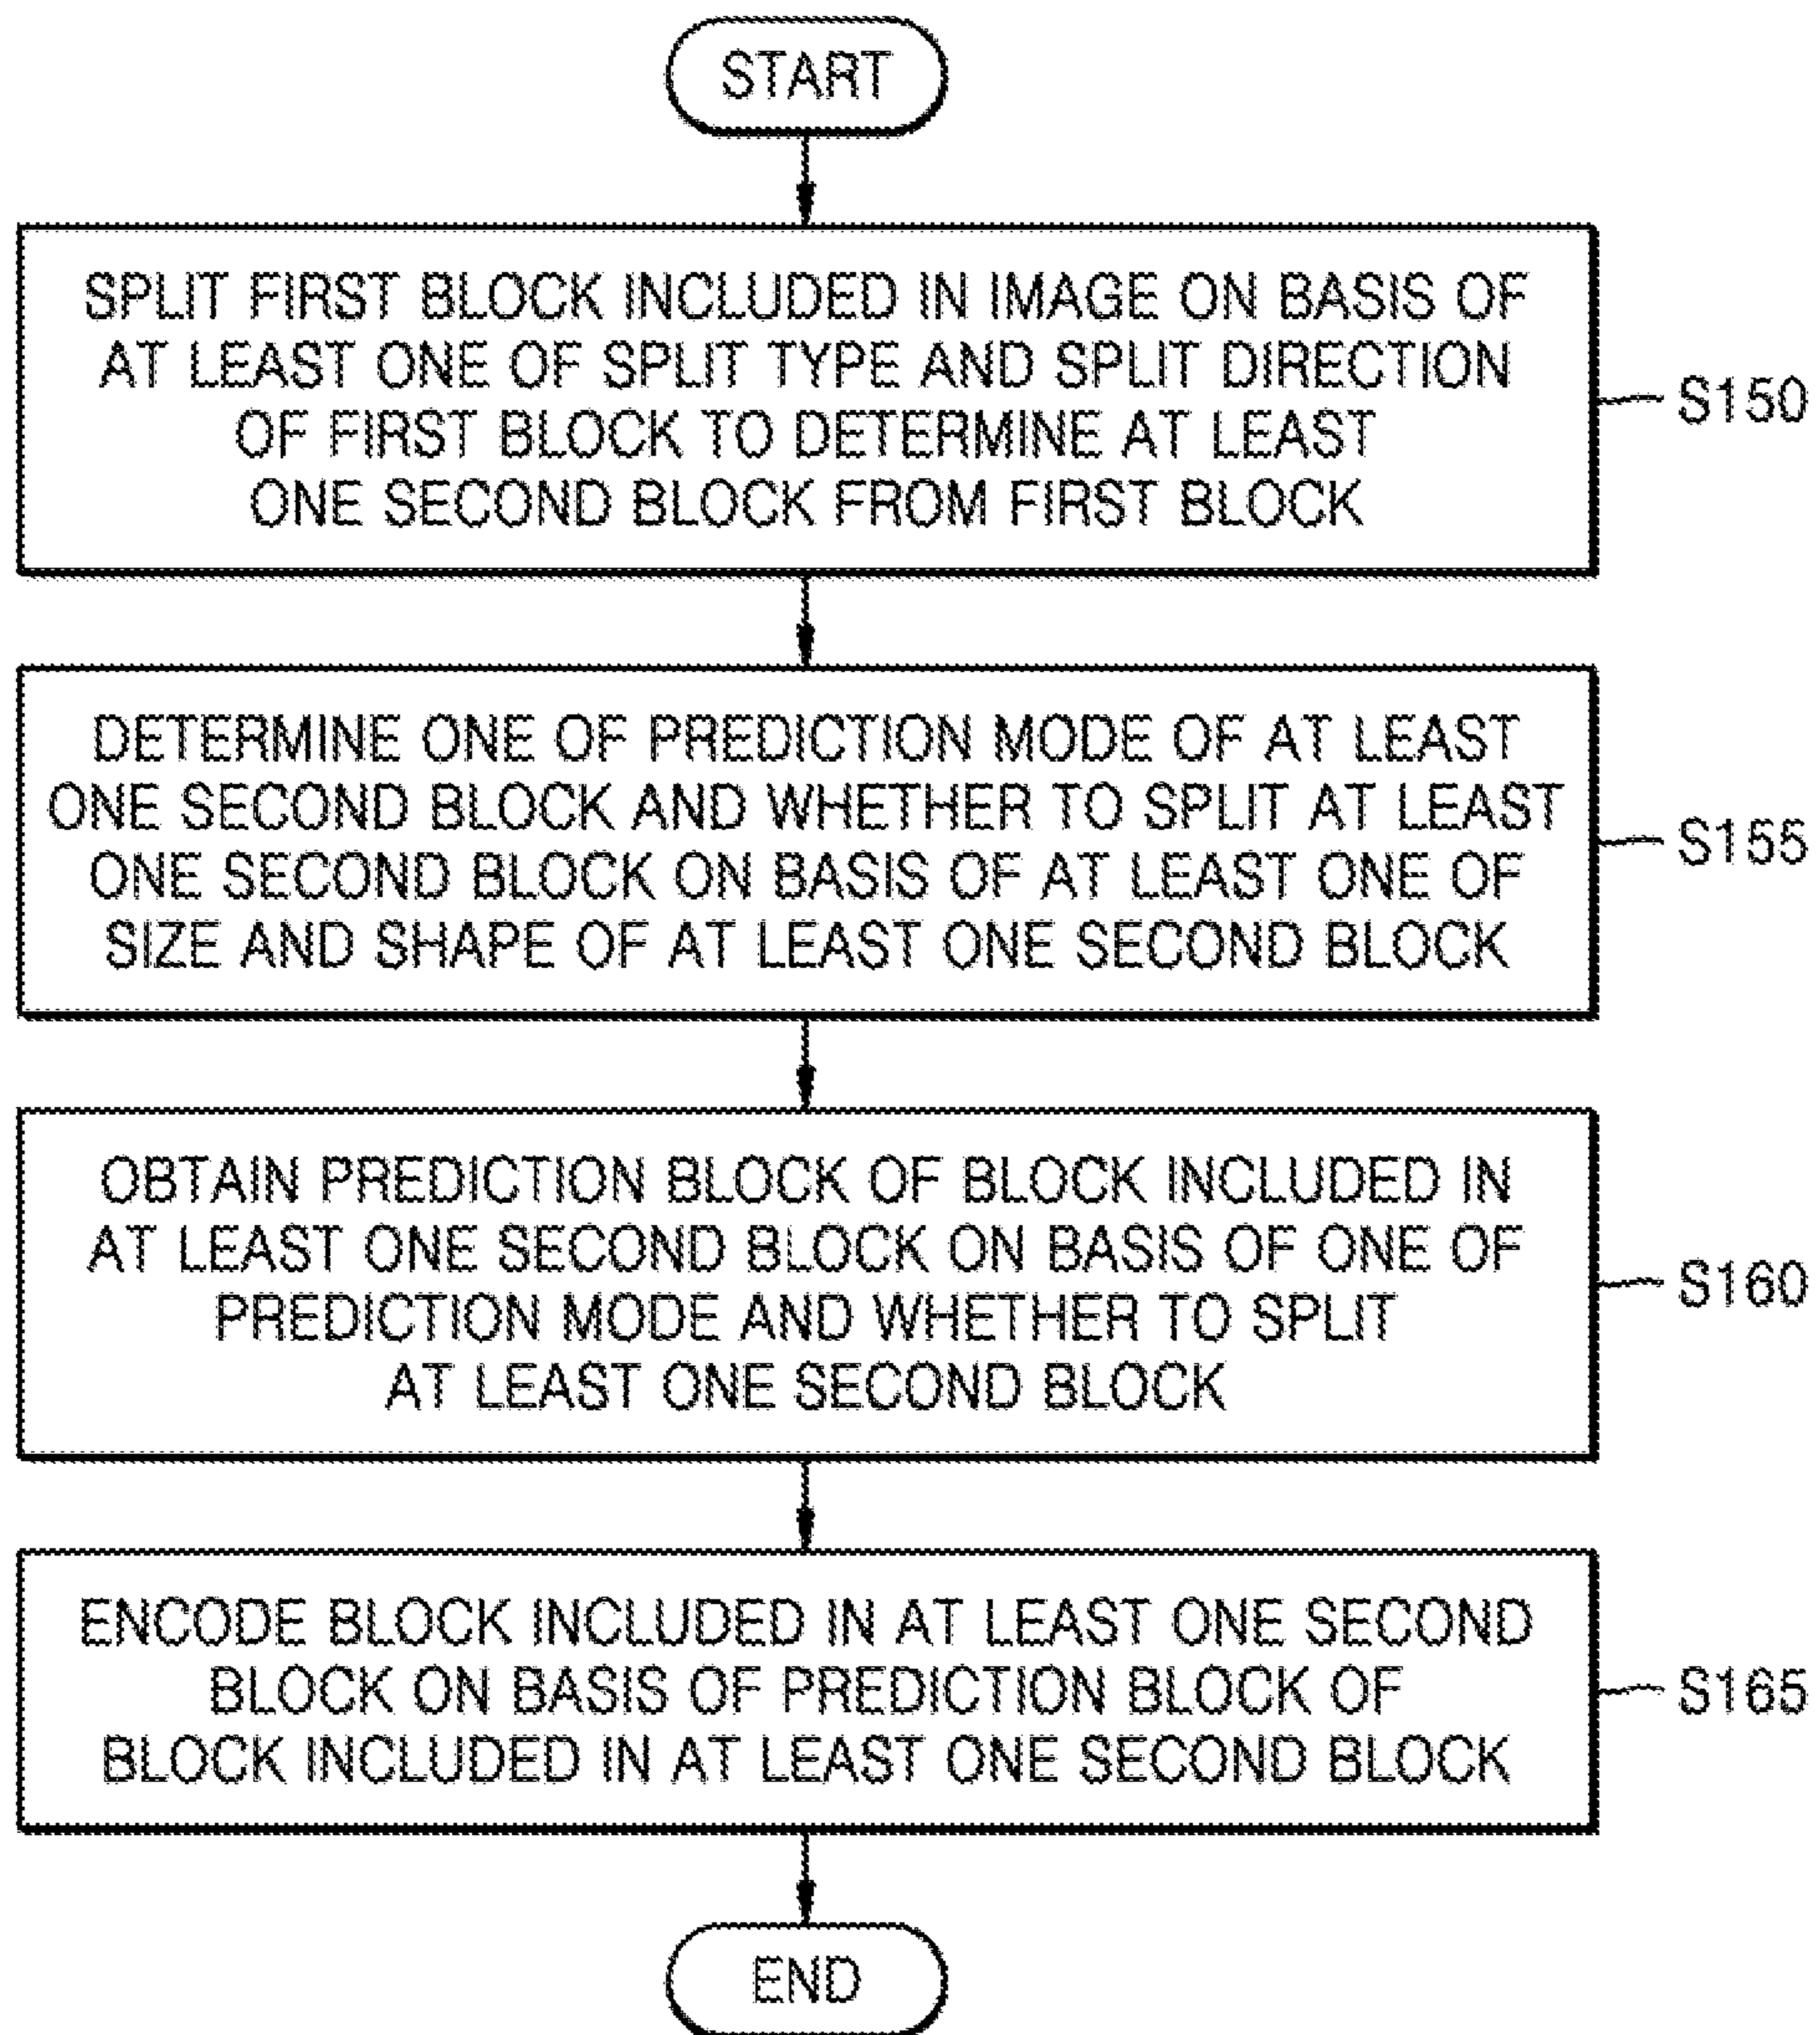 START
SPLIT FIRST BLOCK INCLUDED IN IMAGE ON BASIS OF
AT LEAST ONE OF SPLIT TYPE AND SPLIT DIRECTION
OF FIRST BLOCK TO DETERMINE AT LEAST
ONE SECOND BLOCK FROM FIRST BLOCK
S150
DETERMINE ONE OF PREDICTION MODE OF AT LEAST
ONE SECOND BLOCK AND WHETHER TO SPLIT AT LEAST
ONE SECOND BLOCK ON BASIS OF AT LEAST ONE OF
SIZE AND SHAPE OF AT LEAST ONE SECOND BLOCK
S155
OBTAIN PREDICTION BLOCK OF BLOCK INCLUDED IN
AT LEAST ONE SECOND BLOCK ON BASIS OF ONE OF
PREDICTION MODE AND WHETHER TO SPLIT
AT LEAST ONE SECOND BLOCK
S160
ENCODE BLOCK INCLUDED IN AT LEAST ONE SECOND
BLOCK ON BASIS OF PREDICTION BLOCK OF
BLOCK INCLUDED IN AT LEAST ONE SECOND BLOCK
S165
END